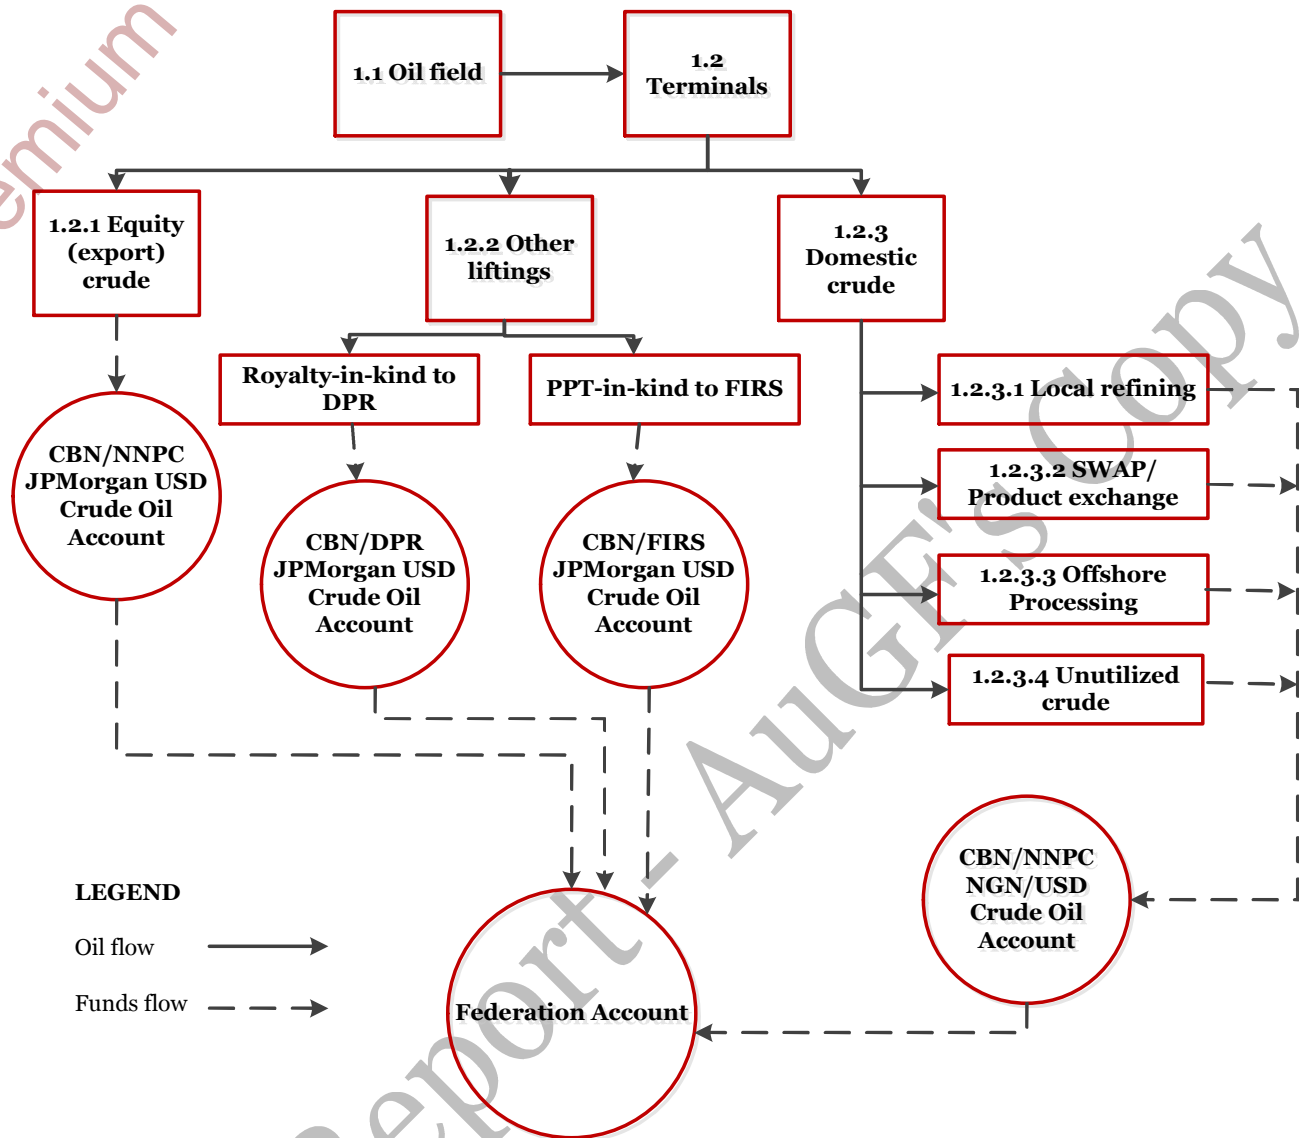 1.1 Oil field
1.2
Terminals
1.2.1 Equity
(export)
crude
1.2.2 Other
liftings
1.2.3
Domestic
crude
Royalty-in-kind to
DPR
PPT-in-kind to FIRS
1.2.3.1 Local refining
CBN/NNPC
JPMorgan USD
Crude Oil
Account
1.2.3.2 SWAP/
Product exchange
CBN/DPR
JPMorgan USD
Crude Oil
Account
CBN/FIRS
JPMorgan USD
Crude Oil
Account
1.2.3.3 Offshore
Processing
1.2.3.4 Unutilized
crude
CBN/NNPC
NGN/USD
Crude Oil
Account
LEGEND
Oil flow
Funds flow
Federation Account
Report - AuGF's Copy